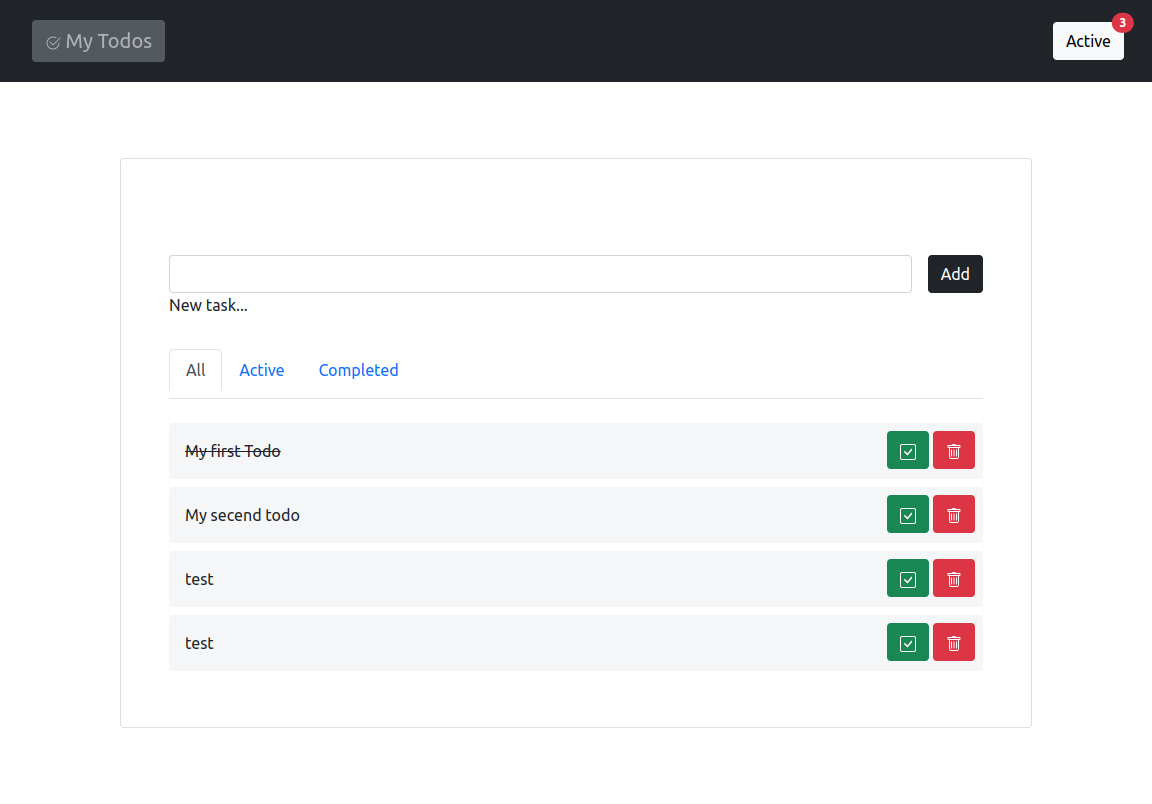 My Todos
Active
3
Add
New task...
All
Active
Completed
My first Todo
My secend todo
test
test